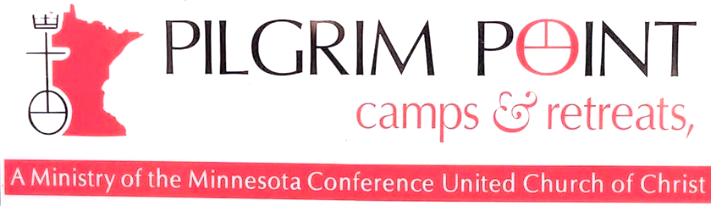 PILGRIM POINT
camps & retreats,
A Ministry of the Minnesota Conference United Church of Christ